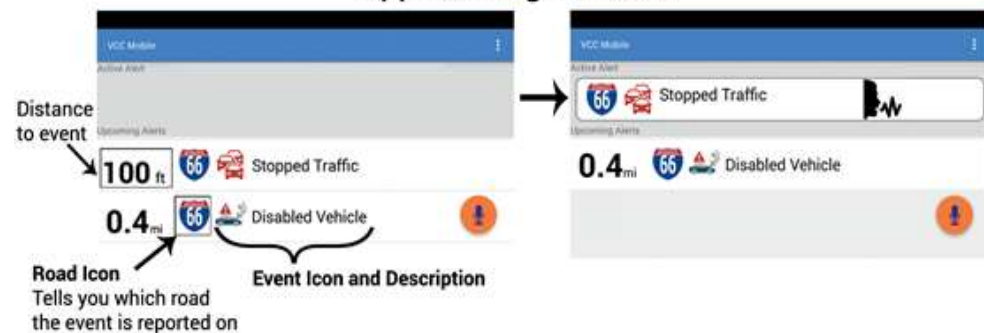 VCC Mobile
Active Alert
Distance
to event
Upcoming Alerts
100 ft 66 Stopped Traffic
0.4 mi 66 Disabled Vehicle
Road Icon
Tells you which road
the event is reported on
Event Icon and Description
VCC Mobile
Active Alert
66 Stopped Traffic
Upcoming Alerts
0.4 mi 66 Disabled Vehicle